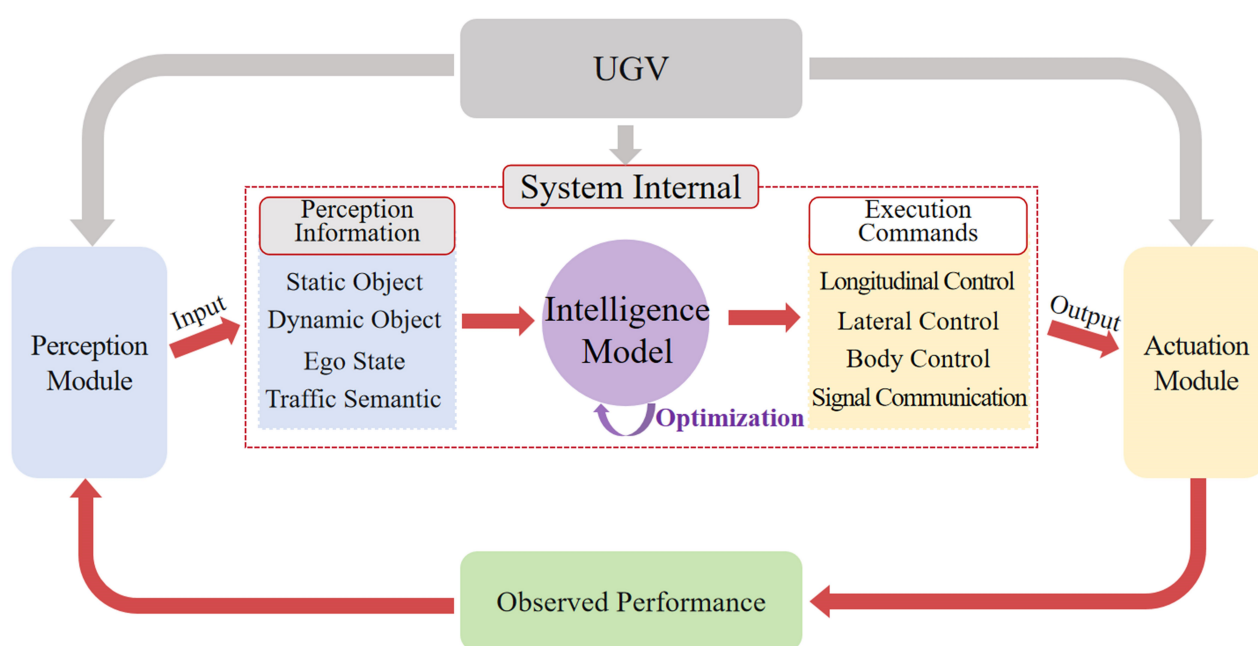 UGV
System Internal
Perception
Information
Execution
Commands
Static Object
Dynamic Object
Ego State
Traffic Semantic
Intelligence
Model
Optimization
Longitudinal Control
Lateral Control
Body Control
Signal Communication
Input
Output
Perception
Module
Actuation
Module
Observed Performance